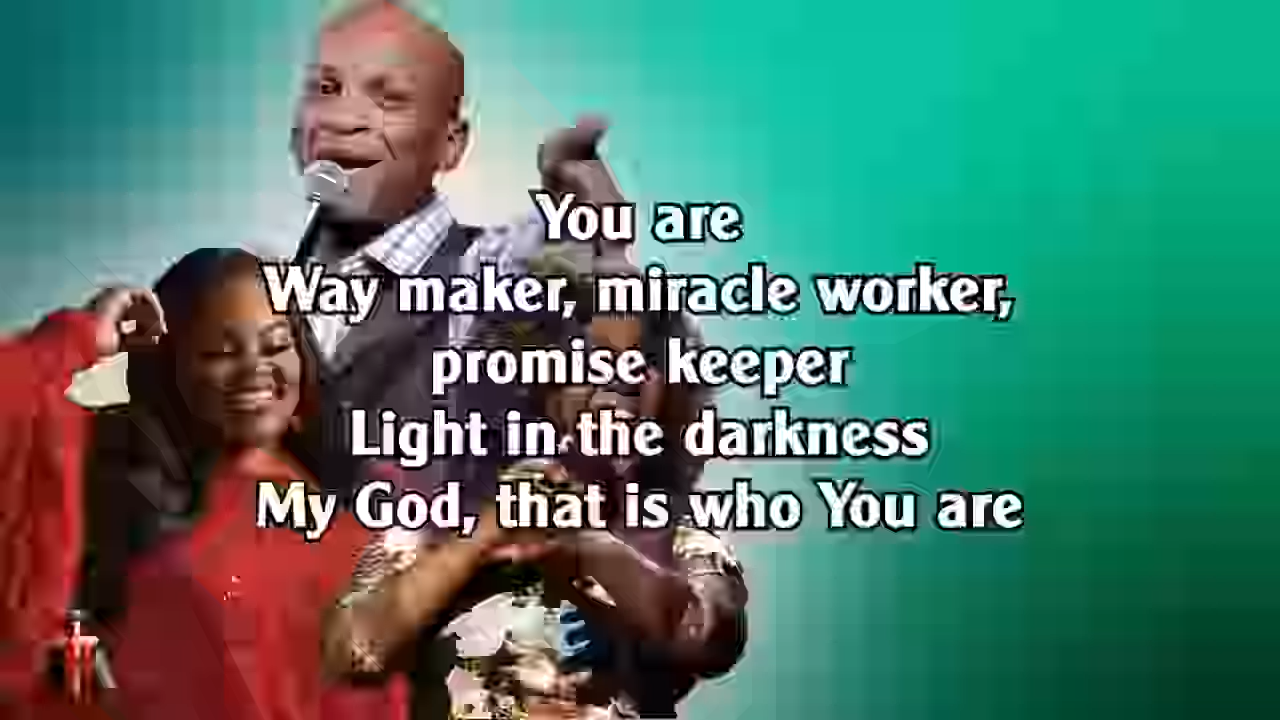 You are
Way maker, miracle worker,
promise keeper
Light in the darkness
My God, that is who You are